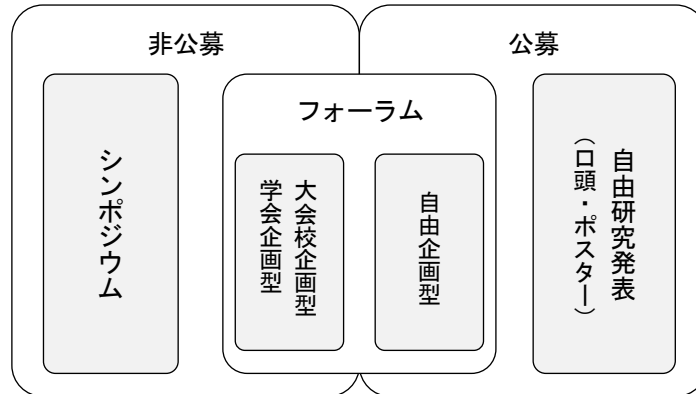 非公募
公募
シンポジウム
フォーラム
大会校企画型
学会企画型
自由企画型
自由研究発表
（口頭・ポスター）